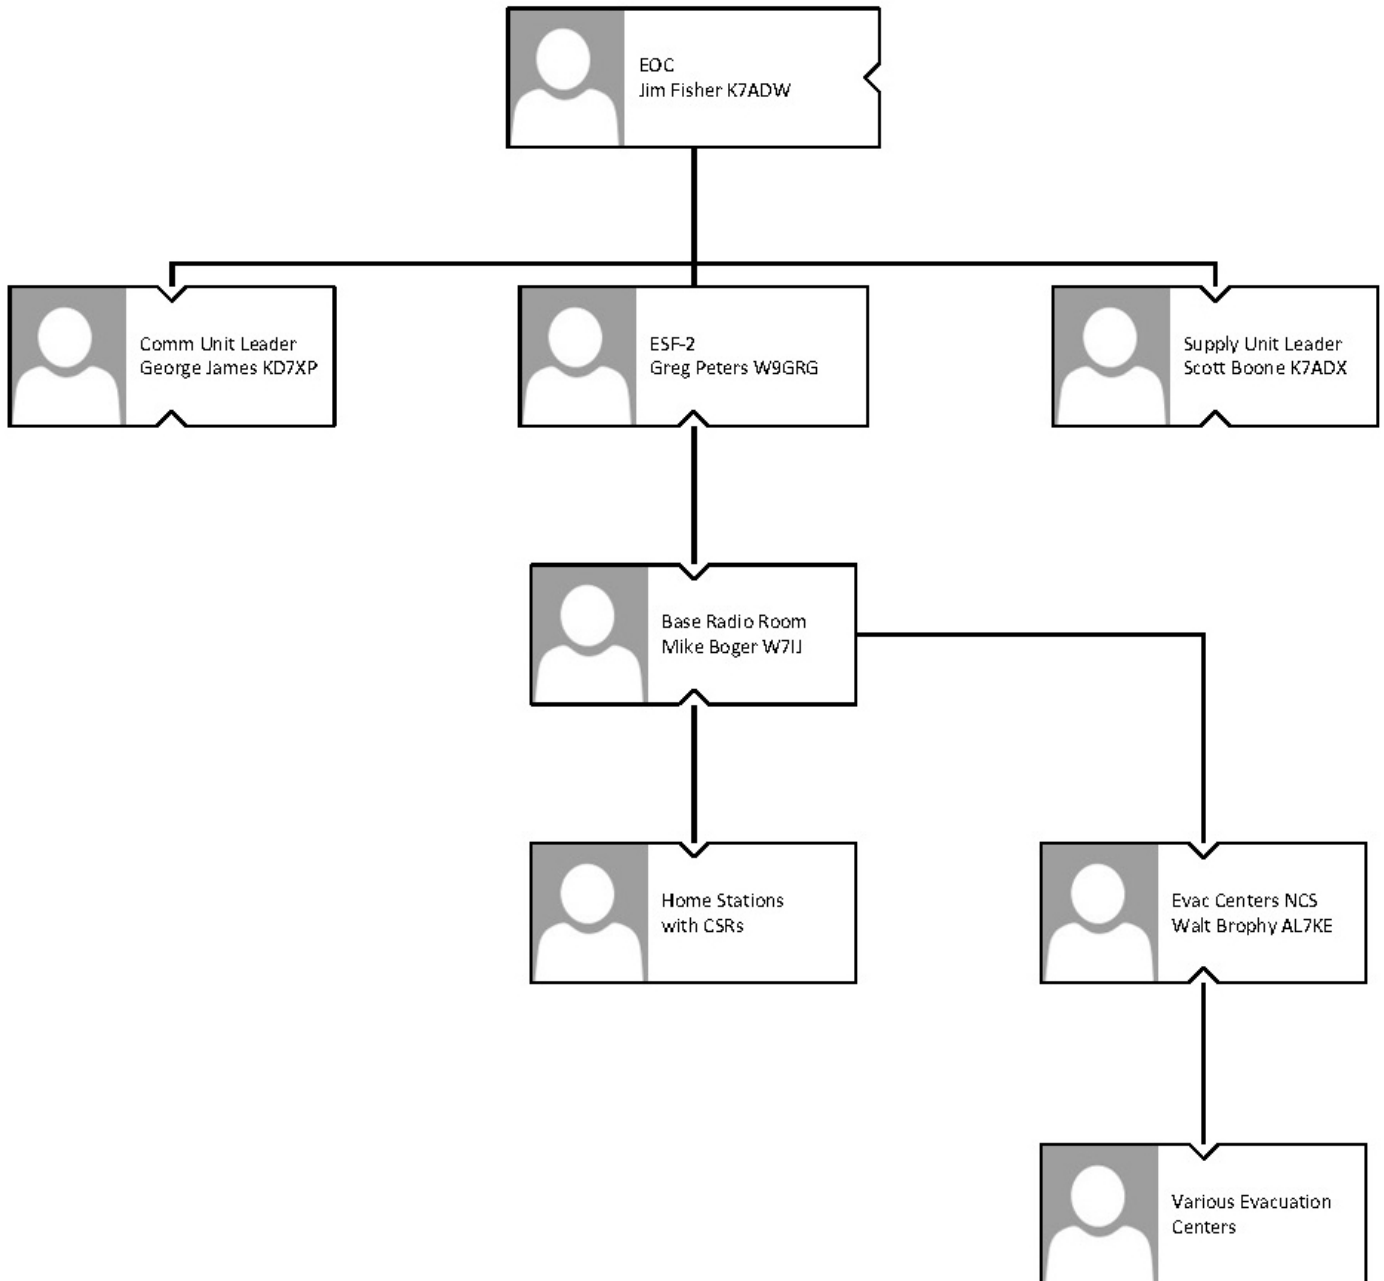 EOC
Jim Fisher K7ADW
Comm Unit Leader
George James KD7XP
ESF-2
Greg Peters W9GRG
Supply Unit Leader
Scott Boone K7ADX
Base Radio Room
Mike Boger W7IJ
Home Stations
with CSRs
Evac Centers NCS
Walt Brophy AL7KE
Various Evacuation
Centers